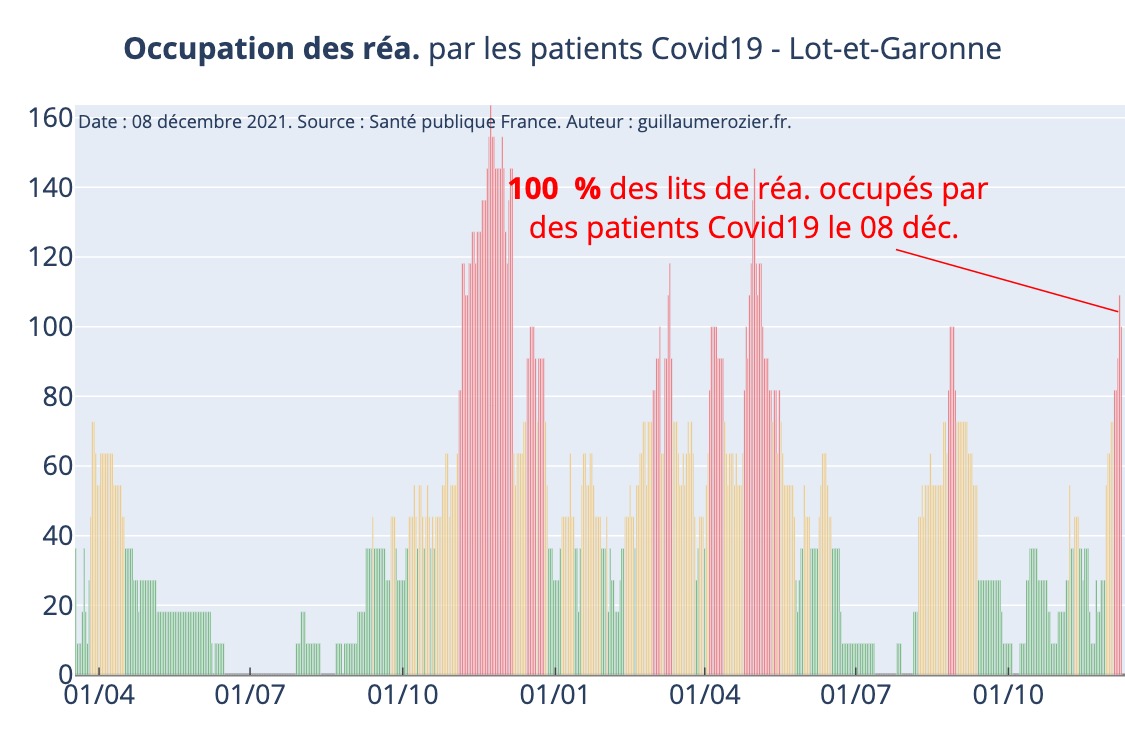 Occupation des réa. par les patients Covid19 - Lot-et-Garonne
160
Date : 08 décembre 2021. Source : Santé publique France. Auteur : guillaumerozier.fr.
140
100 % des lits de réa. occupés par
des patients Covid19 le 08 déc.
120
100
80
60
40
20
0
01/04 01/07 01/10 01/01 01/04 01/07 01/10